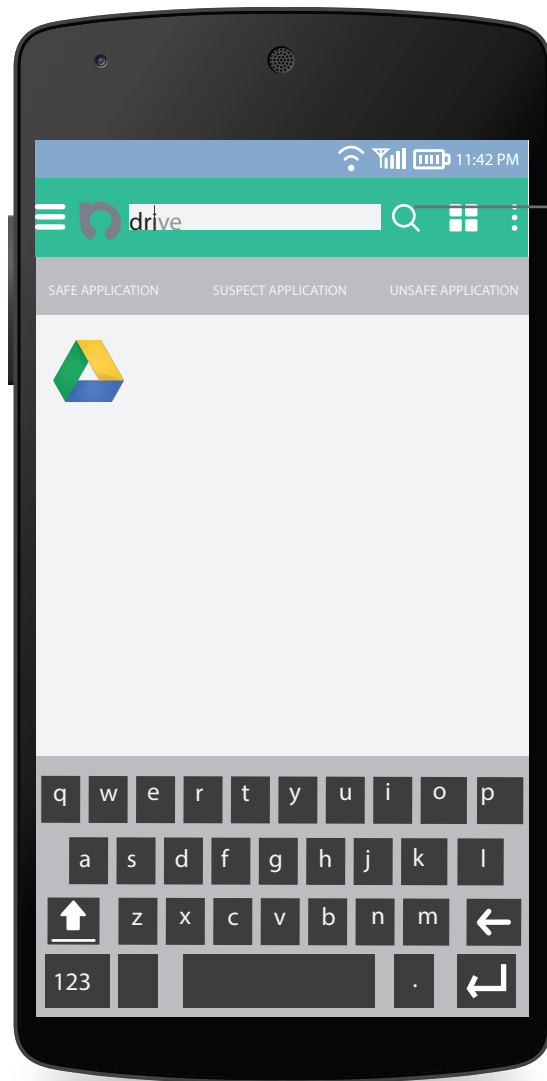 11:42 PM
drive
SAFE APPLICATION SUSPECT APPLICATION UNSAFE APPLICATION
q w e r t y u i o p
a s d f g h j k l
z x c v b n m
123 .